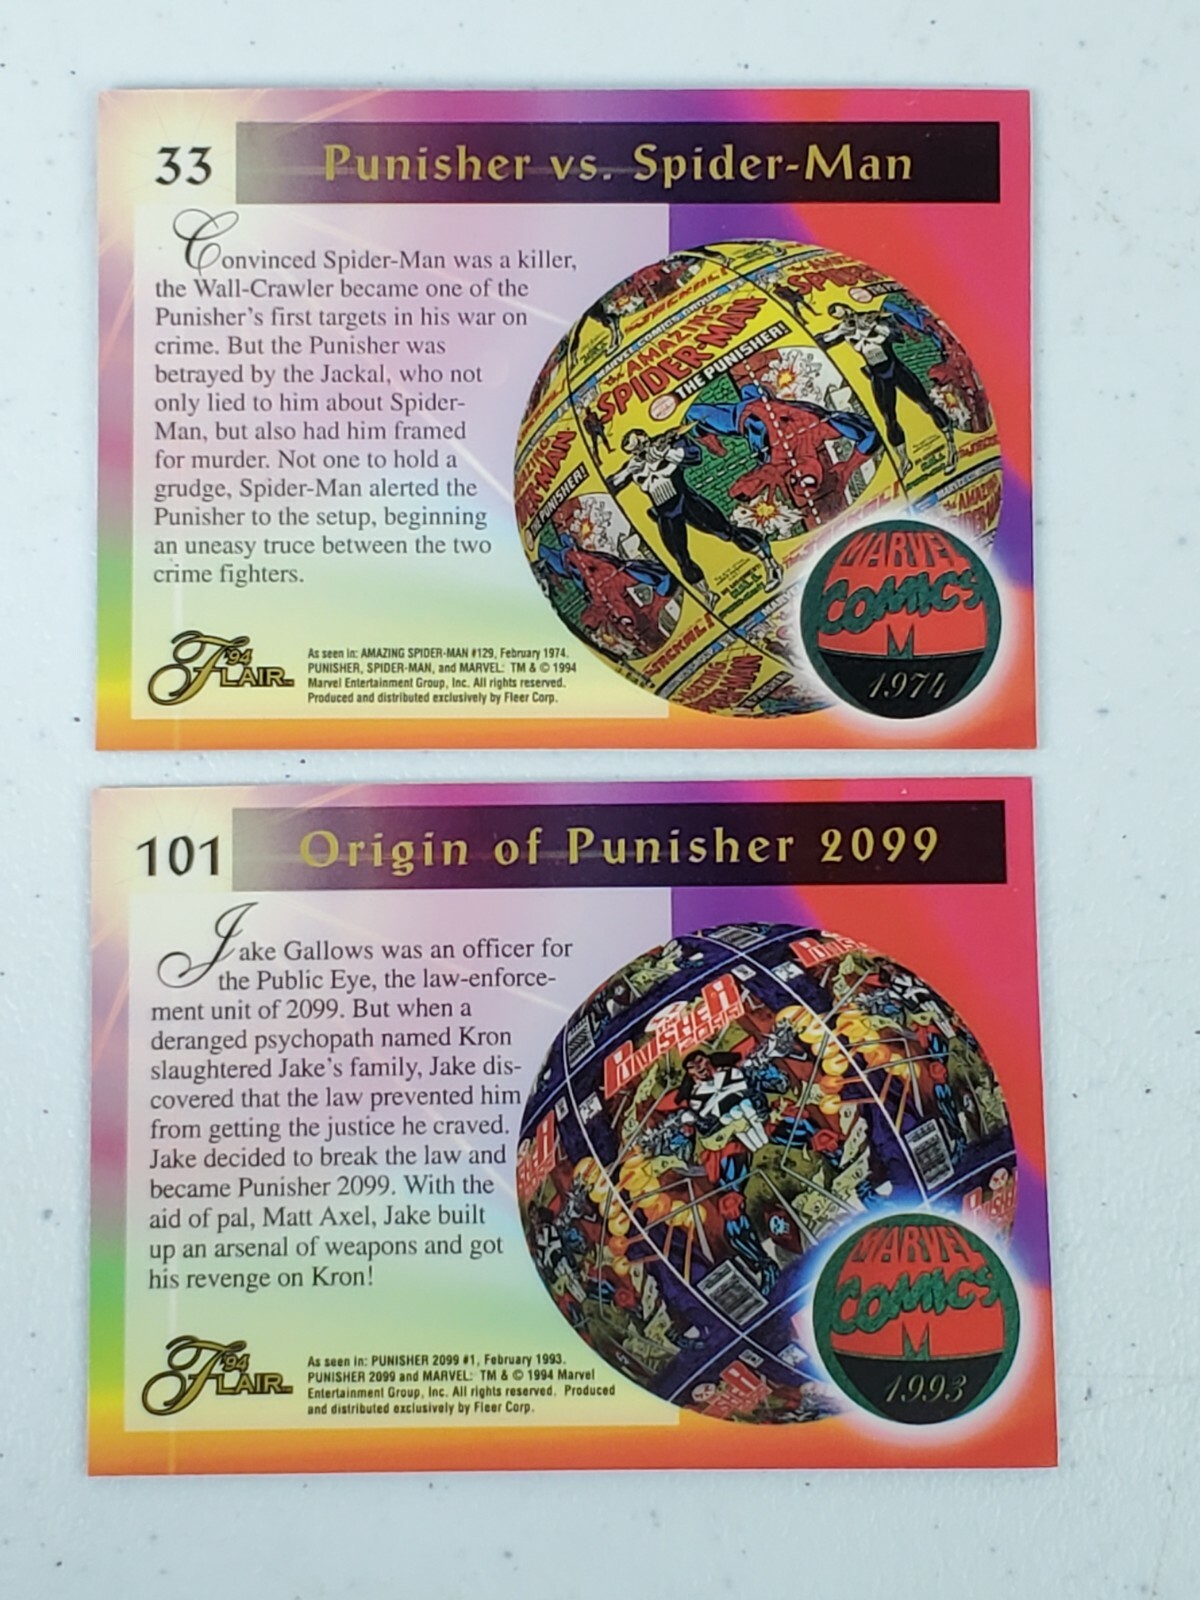 33
Punisher vs. Spider-Man
Convinced Spider-Man was a killer,
the Wall-Crawler became one of the
Punisher's first targets in his war on
crime. But the Punisher was
betrayed by the Jackal, who not
only lied to him about Spider-
Man, but also had him framed
for murder. Not one to hold a
grudge, Spider-Man alerted the
Punisher to the setup, beginning
an uneasy truce between the two
crime fighters.
MARVEL COMICS GROUP
the AMAZING
SPIDER-MAN
THE PUNISHER!
MARVEL
COMICS
M
1974
'94
FLAIR
As seen in: AMAZING SPIDER-MAN #129, February 1974.
PUNISHER, SPIDER-MAN, and MARVEL: TM & © 1994
Marvel Entertainment Group, Inc. All rights reserved.
Produced and distributed exclusively by Fleer Corp.
101
Origin of Punisher 2099
Jake Gallows was an officer for
the Public Eye, the law-enforce-
ment unit of 2099. But when a
deranged psychopath named Kron
slaughtered Jake's family, Jake dis-
covered that the law prevented him
from getting the justice he craved.
Jake decided to break the law and
became Punisher 2099. With the
aid of pal, Matt Axel, Jake built
up an arsenal of weapons and got
his revenge on Kron!
PUNISHER
2099
MARVEL
COMICS
M
1993
'94
FLAIR
As seen in: PUNISHER 2099 #1, February 1993.
PUNISHER 2099 and MARVEL: TM & © 1994 Marvel
Entertainment Group, Inc. All rights reserved. Produced
and distributed exclusively by Fleer Corp.